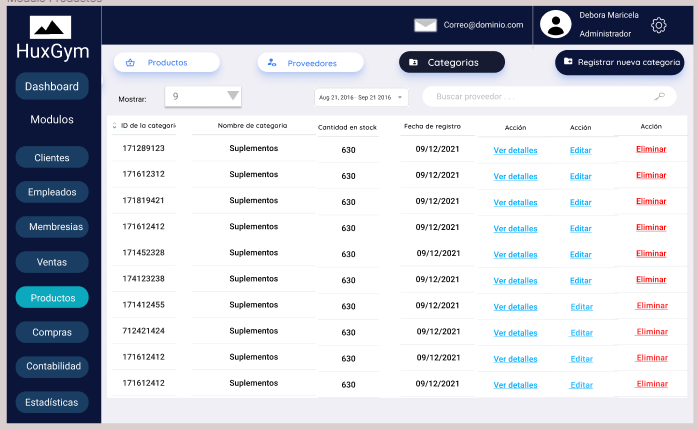 Modulo Productos
HuxGym
Correo@dominio.com
Debora Maricela
Administrador
Dashboard
Modulos
Clientes
Empleados
Membresias
Ventas
Productos
Compras
Contabilidad
Estadísticas
Productos
Proveedores
Categorias
Registrar nueva categoria
Mostrar:
9
Aug 21, 2016 - Sep 21 2016
Buscar proveedor . . .
ID de la categorí Nombre de categoria Cantidad en stock Fecha de registro Acción Acción Acción
171289123 Suplementos 630 09/12/2021 Ver detalles Editar Eliminar
171612312 Suplementos 630 09/12/2021 Ver detalles Editar Eliminar
171819421 Suplementos 630 09/12/2021 Ver detalles Editar Eliminar
171612412 Suplementos 630 09/12/2021 Ver detalles Editar Eliminar
171452328 Suplementos 630 09/12/2021 Ver detalles Editar Eliminar
174123238 Suplementos 630 09/12/2021 Ver detalles Editar Eliminar
171412455 Suplementos 630 09/12/2021 Ver detalles Editar Eliminar
712421424 Suplementos 630 09/12/2021 Ver detalles Editar Eliminar
171612412 Suplementos 630 09/12/2021 Ver detalles Editar Eliminar
171612412 Suplementos 630 09/12/2021 Ver detalles Editar Eliminar